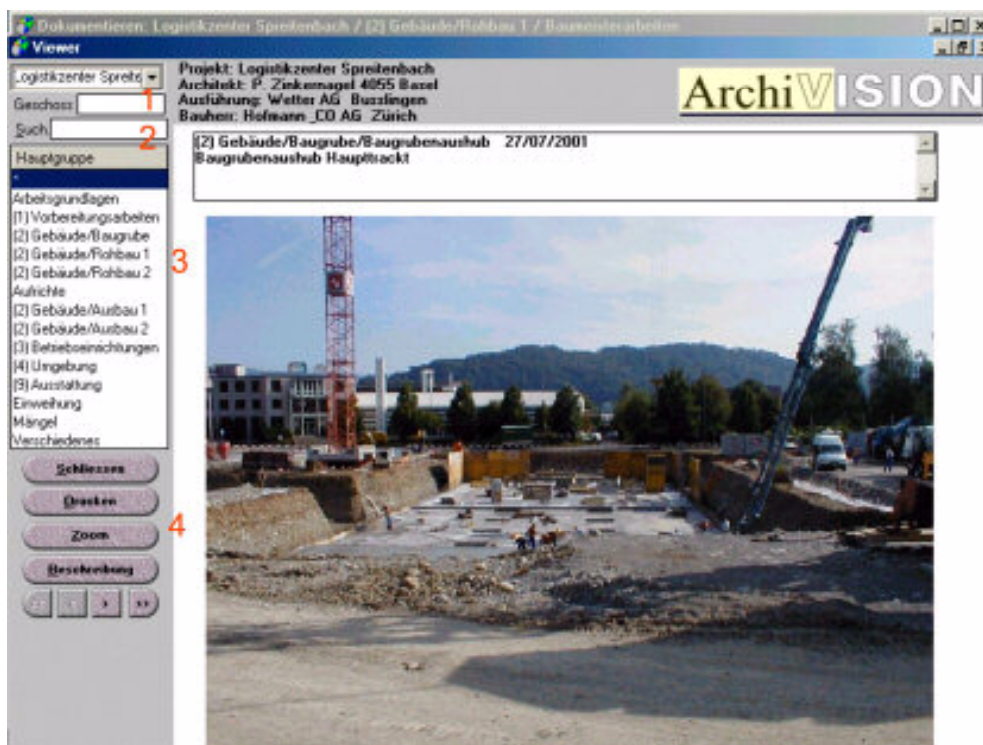 Dokumentieren: Logistikzenter Spreitenbach / (2) Gebäude/Rohbau 1 / Baumeisterarbeiten
Viewer
Logistikzenter Spreite
1
Geschoss
Such
2
Projekt: Logistikzenter Spreitenbach
Architekt: P. Zinkernagel 4055 Basel
Ausführung: Wetter AG Busslingen
Bauherr: Hofmann _CO AG Zürich
ArchiVISION
(2) Gebäude/Baugrube/Baugrubenaushub 27/07/2001
Baugrubenaushub Haupttrackt
Hauptgruppe
*
Arbeitsgrundlagen
(1) Vorbereitungsarbeiten
(2) Gebäude/Baugrube
(2) Gebäude/Rohbau 1
3
(2) Gebäude/Rohbau 2
Aufrichte
(2) Gebäude/Ausbau 1
(2) Gebäude/Ausbau 2
(3) Betriebseinrichtungen
(4) Umgebung
(9) Ausstattung
Einweihung
Mängel
Verschiedenes
Schliessen
Drucken
4
Zoom
Beschreibung
<< < > >>